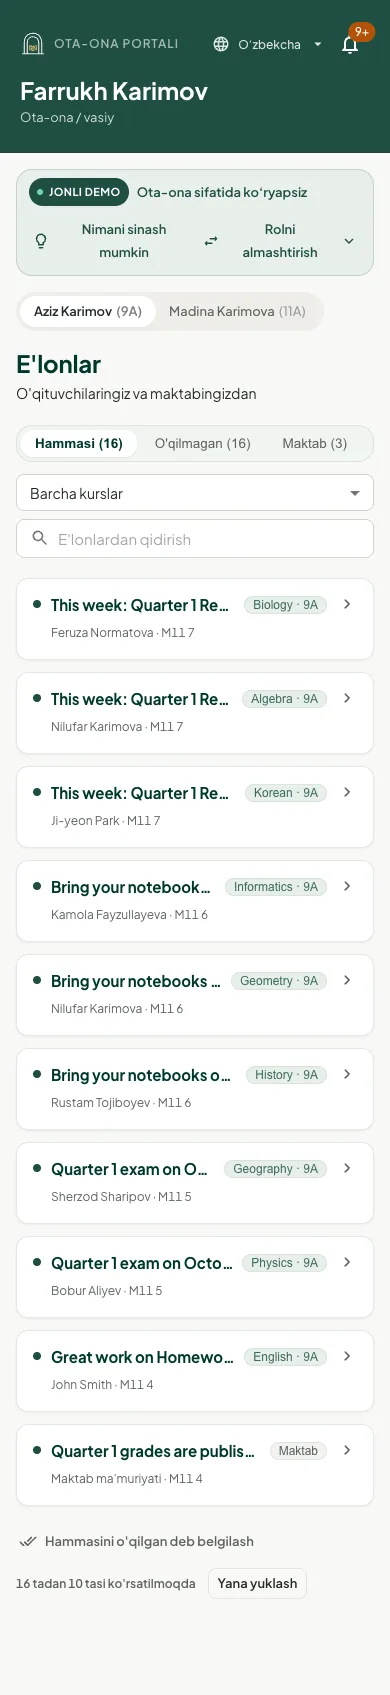 OTA-ONA PORTALI
Oʻzbekcha
9+
Farrukh Karimov
Ota-ona / vasiy
JONLI DEMO
Ota-ona sifatida koʻryapsiz
Nimani sinash
mumkin
Rolni
almashtirish
Aziz Karimov (9A)
Madina Karimova (11A)
E'lonlar
O'qituvchilaringiz va maktabingizdan
Hammasi (16)
O'qilmagan (16)
Maktab (3)
Barcha kurslar
E'lonlardan qidirish
This week: Quarter 1 Re...
Biology · 9A
Feruza Normatova · M11 7
This week: Quarter 1 Re...
Algebra · 9A
Nilufar Karimova · M11 7
This week: Quarter 1 Re...
Korean · 9A
Ji-yeon Park · M11 7
Bring your notebook...
Informatics · 9A
Kamola Fayzullayeva · M11 6
Bring your notebooks ...
Geometry · 9A
Nilufar Karimova · M11 6
Bring your notebooks o...
History · 9A
Rustam Tojiboyev · M11 6
Quarter 1 exam on O...
Geography · 9A
Sherzod Sharipov · M11 5
Quarter 1 exam on Octo...
Physics · 9A
Bobur Aliyev · M11 5
Great work on Homewo...
English · 9A
John Smith · M11 4
Quarter 1 grades are publis...
Maktab
Maktab ma'muriyati · M11 4
Hammasini o'qilgan deb belgilash
16 tadan 10 tasi ko'rsatilmoqda
Yana yuklash